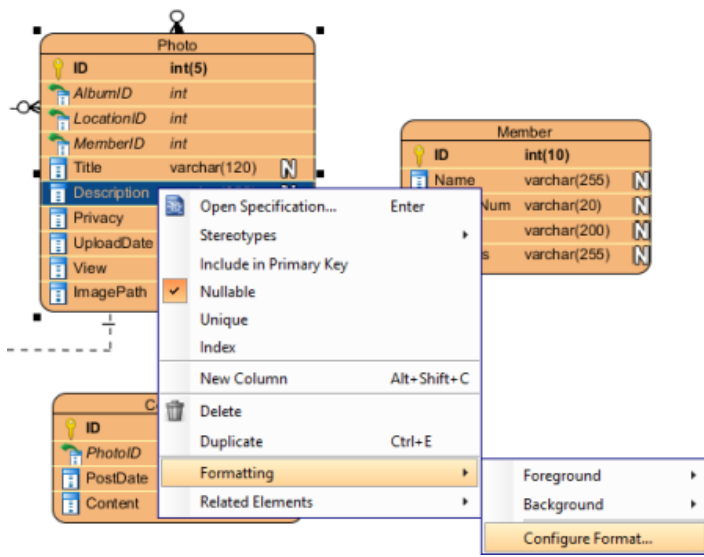 Photo
ID int(5)
AlbumID int
LocationID int
MemberID int
Title varchar(120) N
Description
Privacy
UploadDate
View
ImagePath
Member
ID int(10)
Name varchar(255) N
Num varchar(20) N
varchar(200) N
s varchar(255) N
Open Specification... Enter
Stereotypes
Include in Primary Key
Nullable
Unique
Index
New Column Alt+Shift+C
Delete
Duplicate Ctrl+E
Formatting
Related Elements
Foreground
Background
Configure Format...
C
ID
PhotoID
PostDate
Content